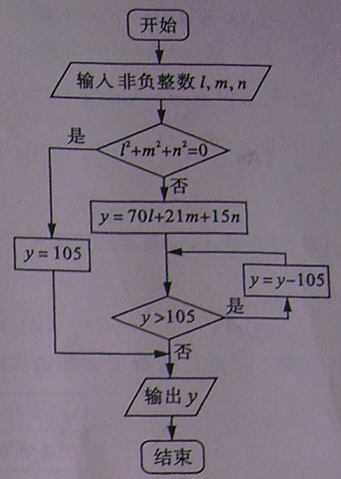 开始
输入非负整数 l, m, n
l²+m²+n²=0
是
否
y = 70l+21m+15n
y = 105
y = y-105
y >105
是
否
输出 y
结束